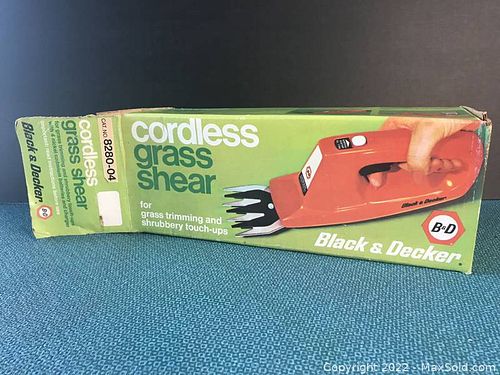 cordless
grass
shear
for
grass trimming and
shrubbery touch-ups
Black & Decker
B&D
Black & Decker
CAT NO. 8280-04
cordless
grass shear
Black & Decker
Copyright 2022 - MaxSold.com